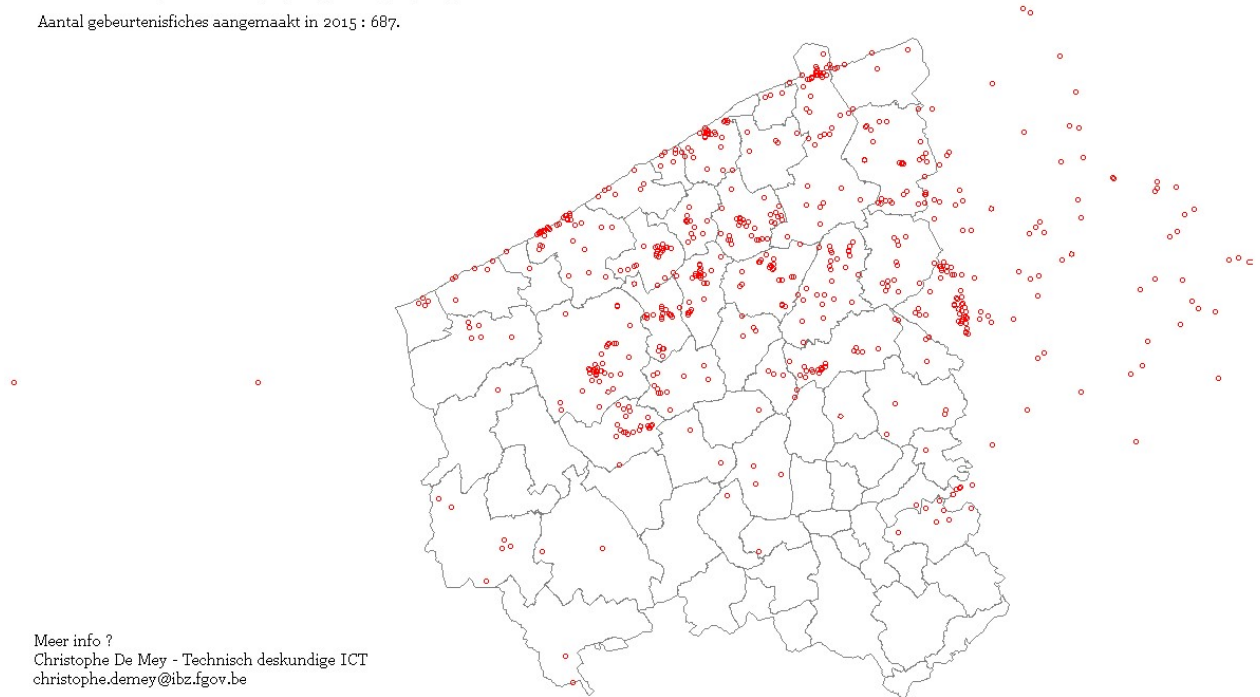 Aantal gebeurtenisfiches aangemaakt in 2015 : 687.
Meer info ?
Christophe De Mey - Technisch deskundige ICT
christophe.demey@ibz.fgov.be